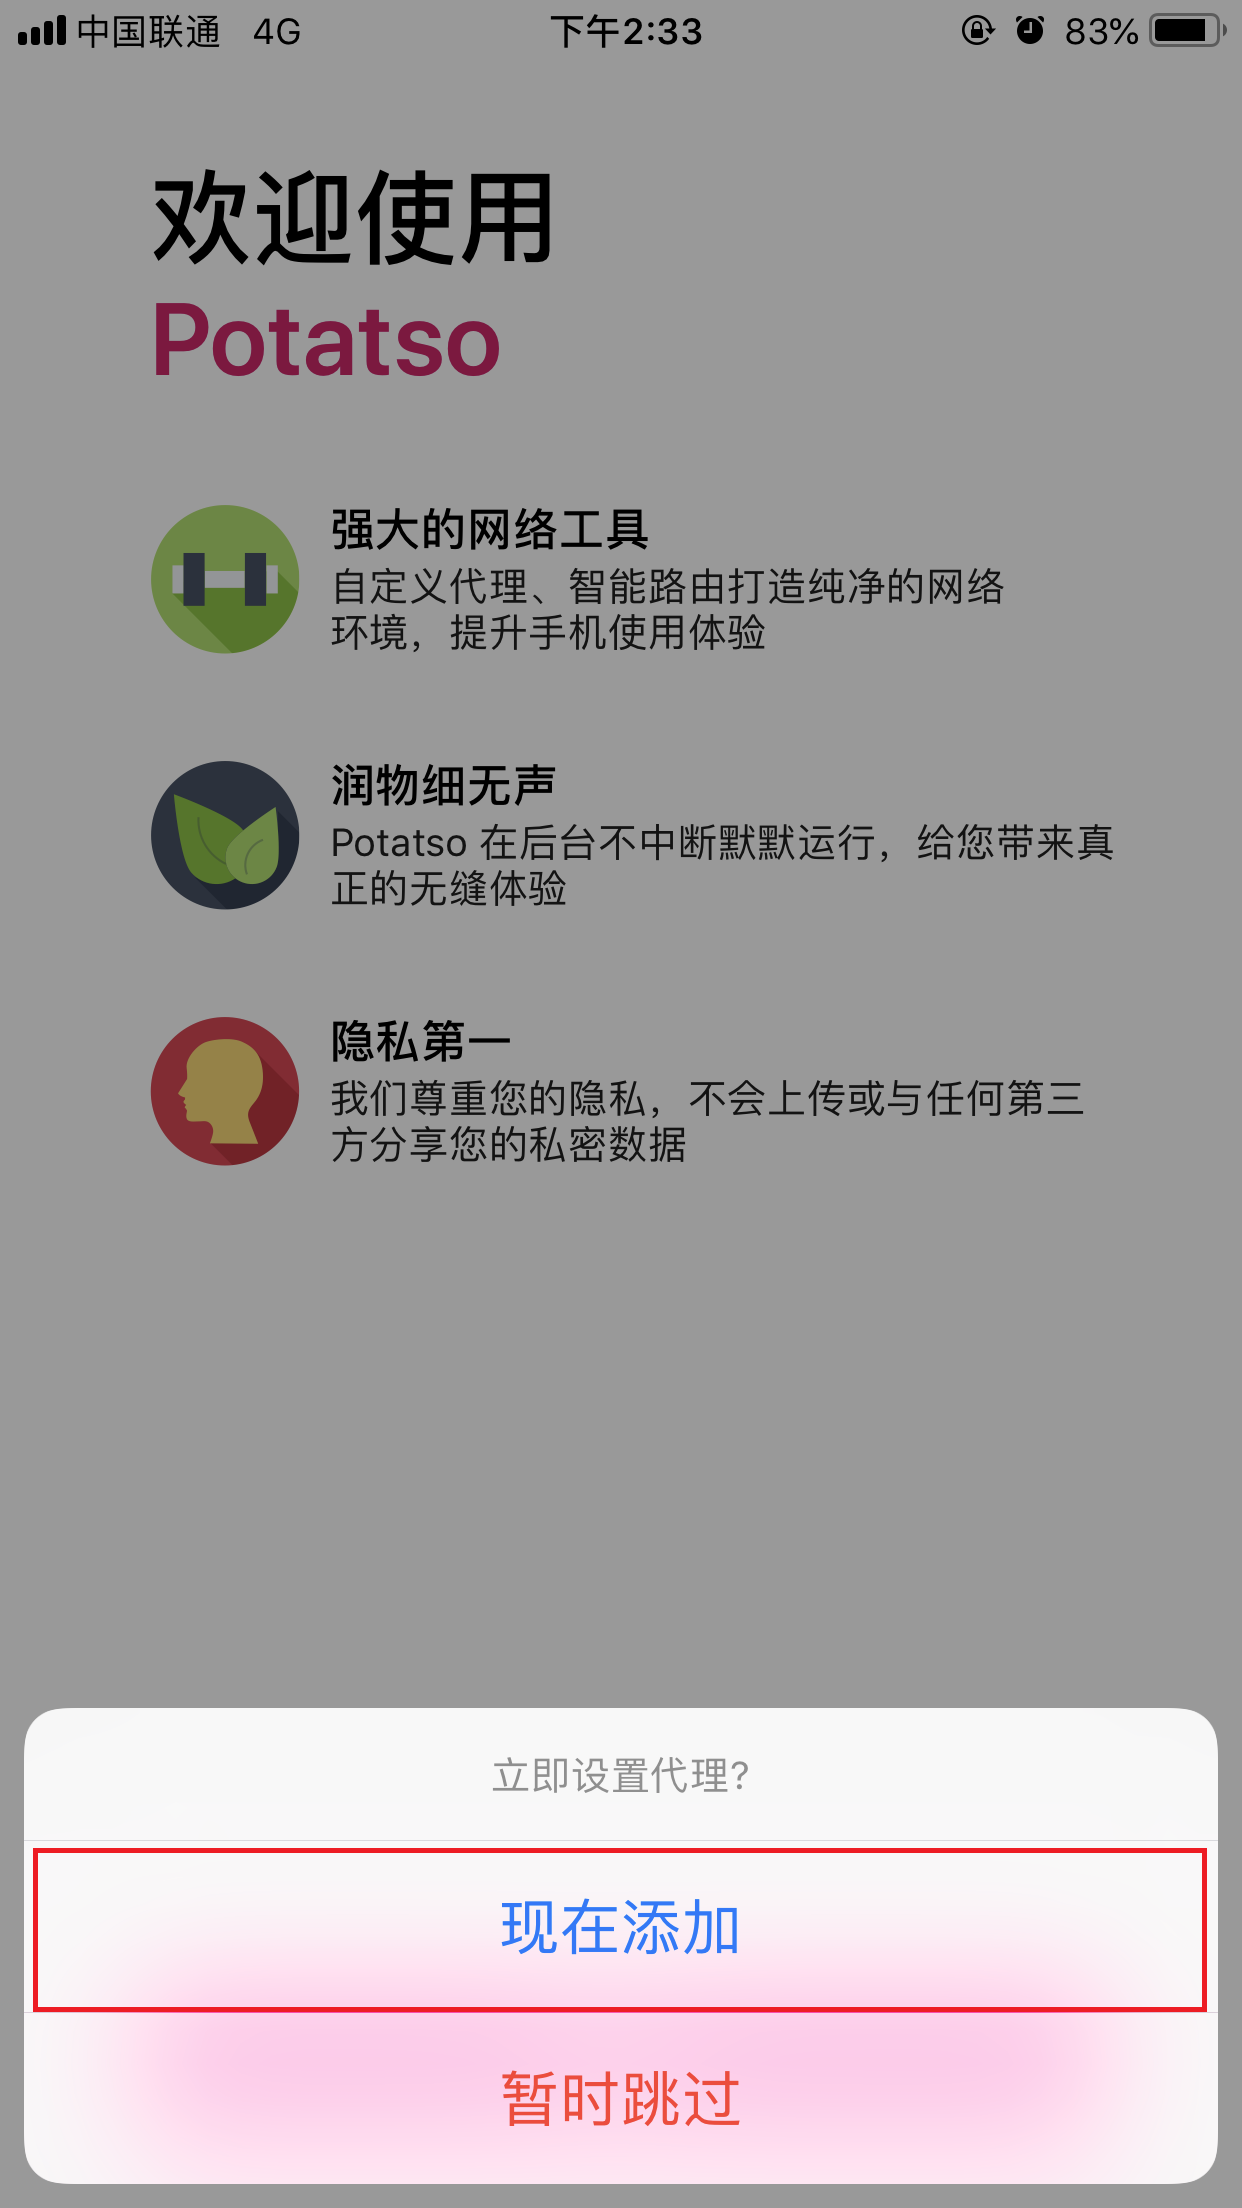 中国联通 4G 下午2:33 83%
欢迎使用
Potatso
强大的网络工具
自定义代理、智能路由打造纯净的网络
环境，提升手机使用体验
润物细无声
Potatso 在后台不中断默默运行，给您带来真
正的无缝体验
隐私第一
我们尊重您的隐私，不会上传或与任何第三
方分享您的私密数据
立即设置代理?
现在添加
暂时跳过